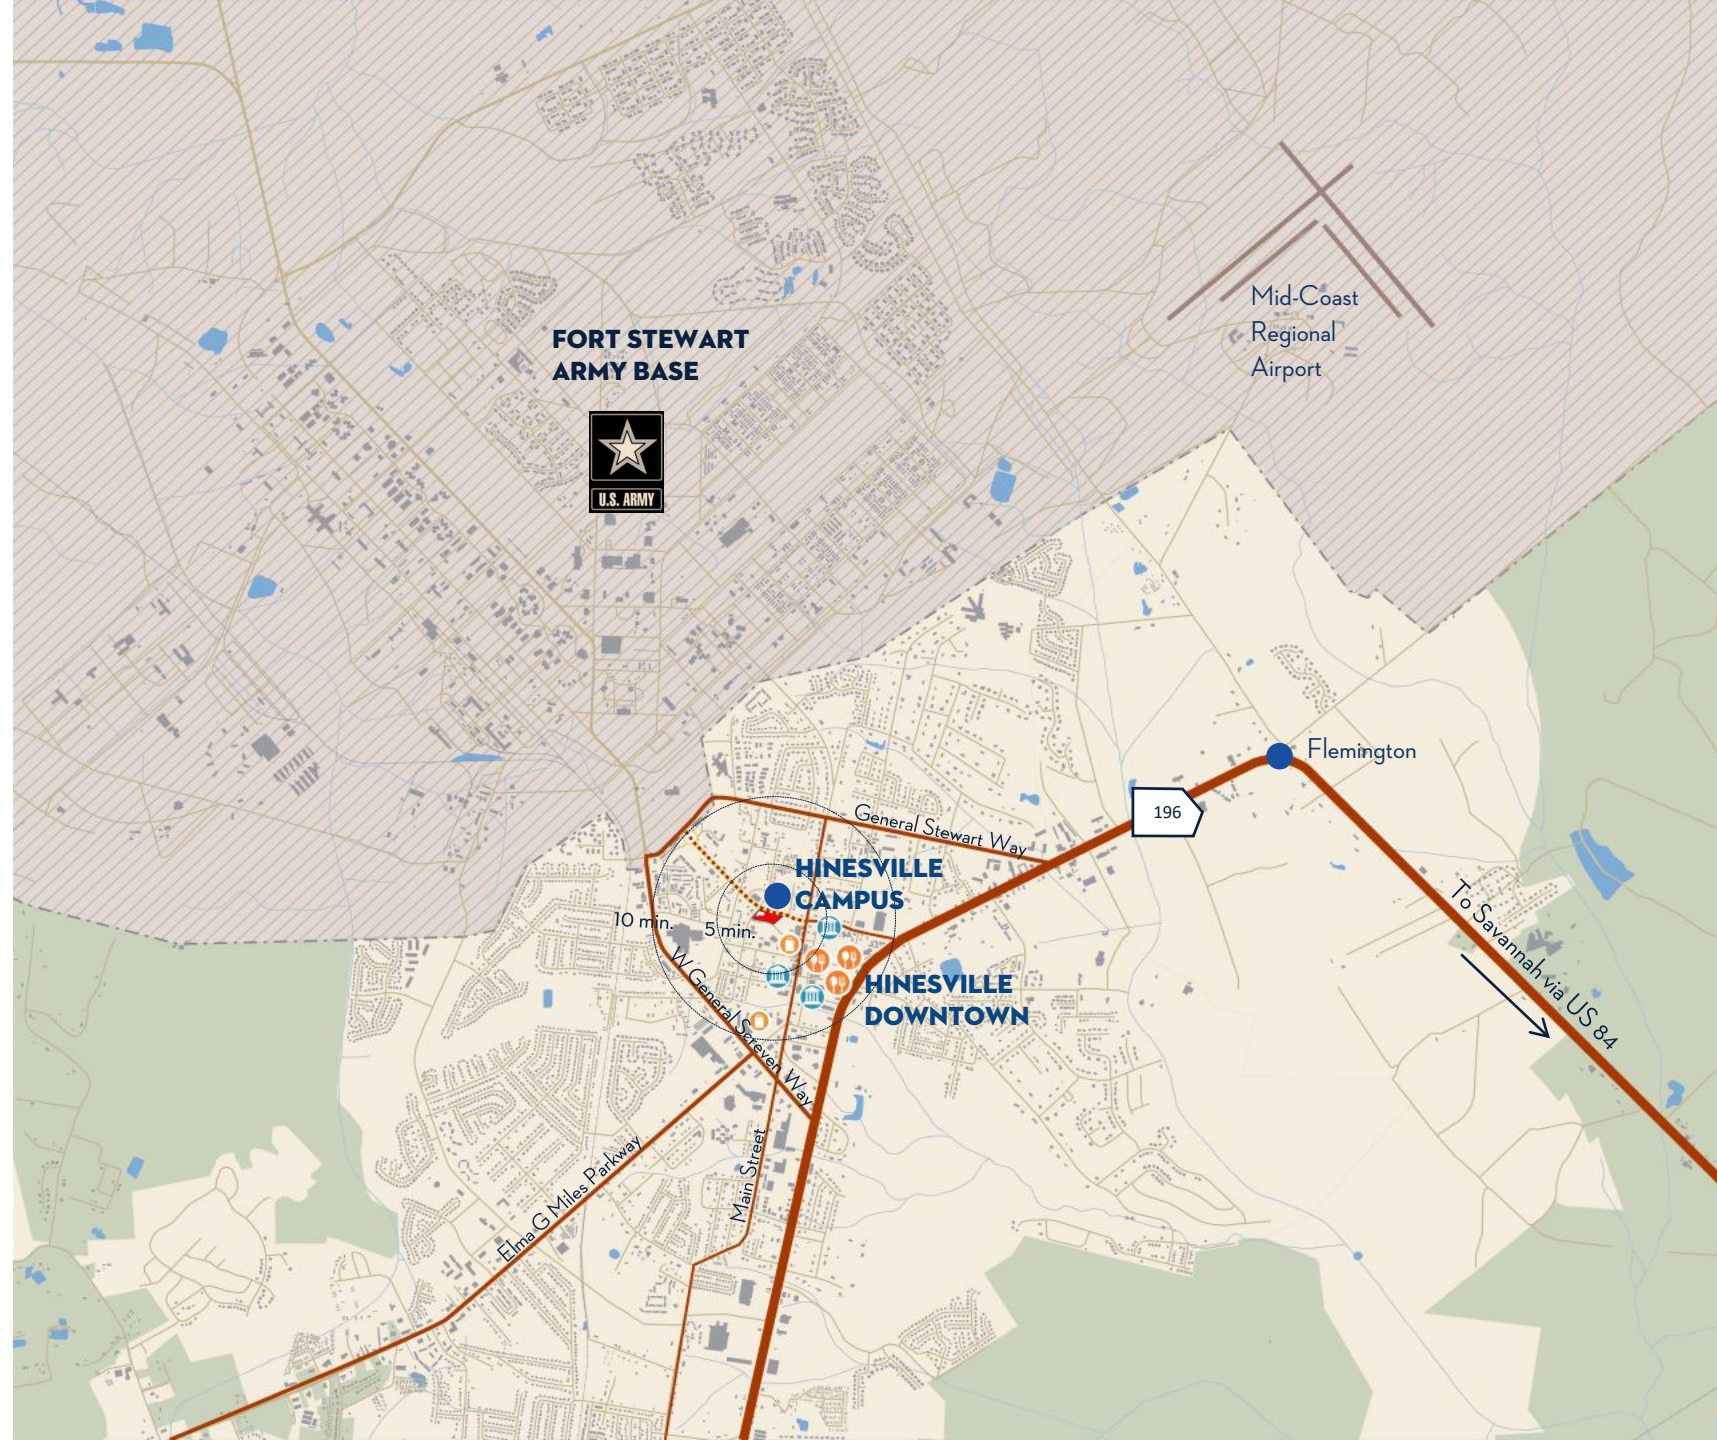 Mid-Coast
Regional
Airport
FORT STEWART
ARMY BASE
U.S. ARMY
Flemington
196
General Stewart Way
HINESVILLE
CAMPUS
10 min.
5 min.
W General Screven Way
HINESVILLE
DOWNTOWN
To Savannah via US 84
Main Street
Elma G Miles Parkway